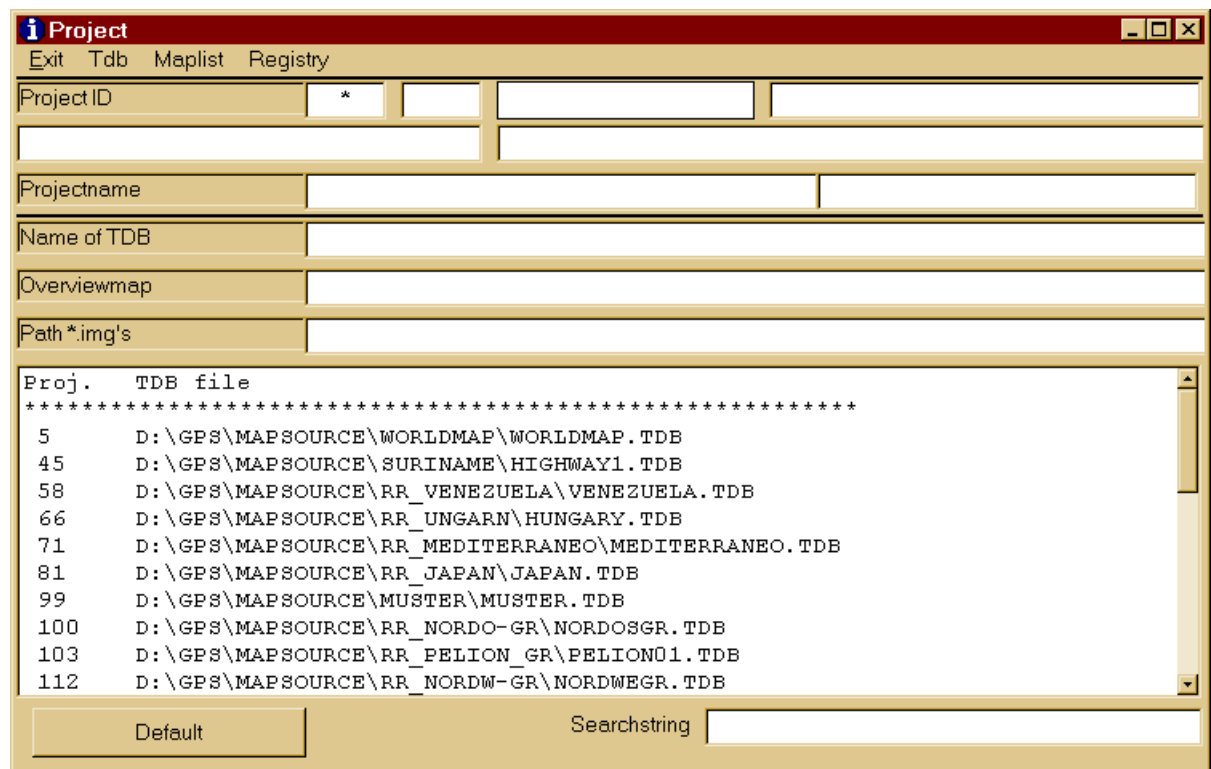 Project
Exit Tdb Maplist Registry
Project ID *
Projectname
Name of TDB
Overviewmap
Path *.img's
Proj. TDB file
**********************************************************
5 D:\GPS\MAPSOURCE\WORLDMAP\WORLDMAP.TDB
45 D:\GPS\MAPSOURCE\SURINAME\HIGHWAY1.TDB
58 D:\GPS\MAPSOURCE\RR_VENEZUELA\VENEZUELA.TDB
66 D:\GPS\MAPSOURCE\RR_UNGARN\HUNGARY.TDB
71 D:\GPS\MAPSOURCE\RR_MEDITERRANEO\MEDITERRANEO.TDB
81 D:\GPS\MAPSOURCE\RR_JAPAN\JAPAN.TDB
99 D:\GPS\MAPSOURCE\MUSTER\MUSTER.TDB
100 D:\GPS\MAPSOURCE\RR_NORDO-GR\NORDOSGR.TDB
103 D:\GPS\MAPSOURCE\RR_PELION_GR\PELION01.TDB
112 D:\GPS\MAPSOURCE\RR_NORDW-GR\NORDWEGR.TDB
Default Searchstring